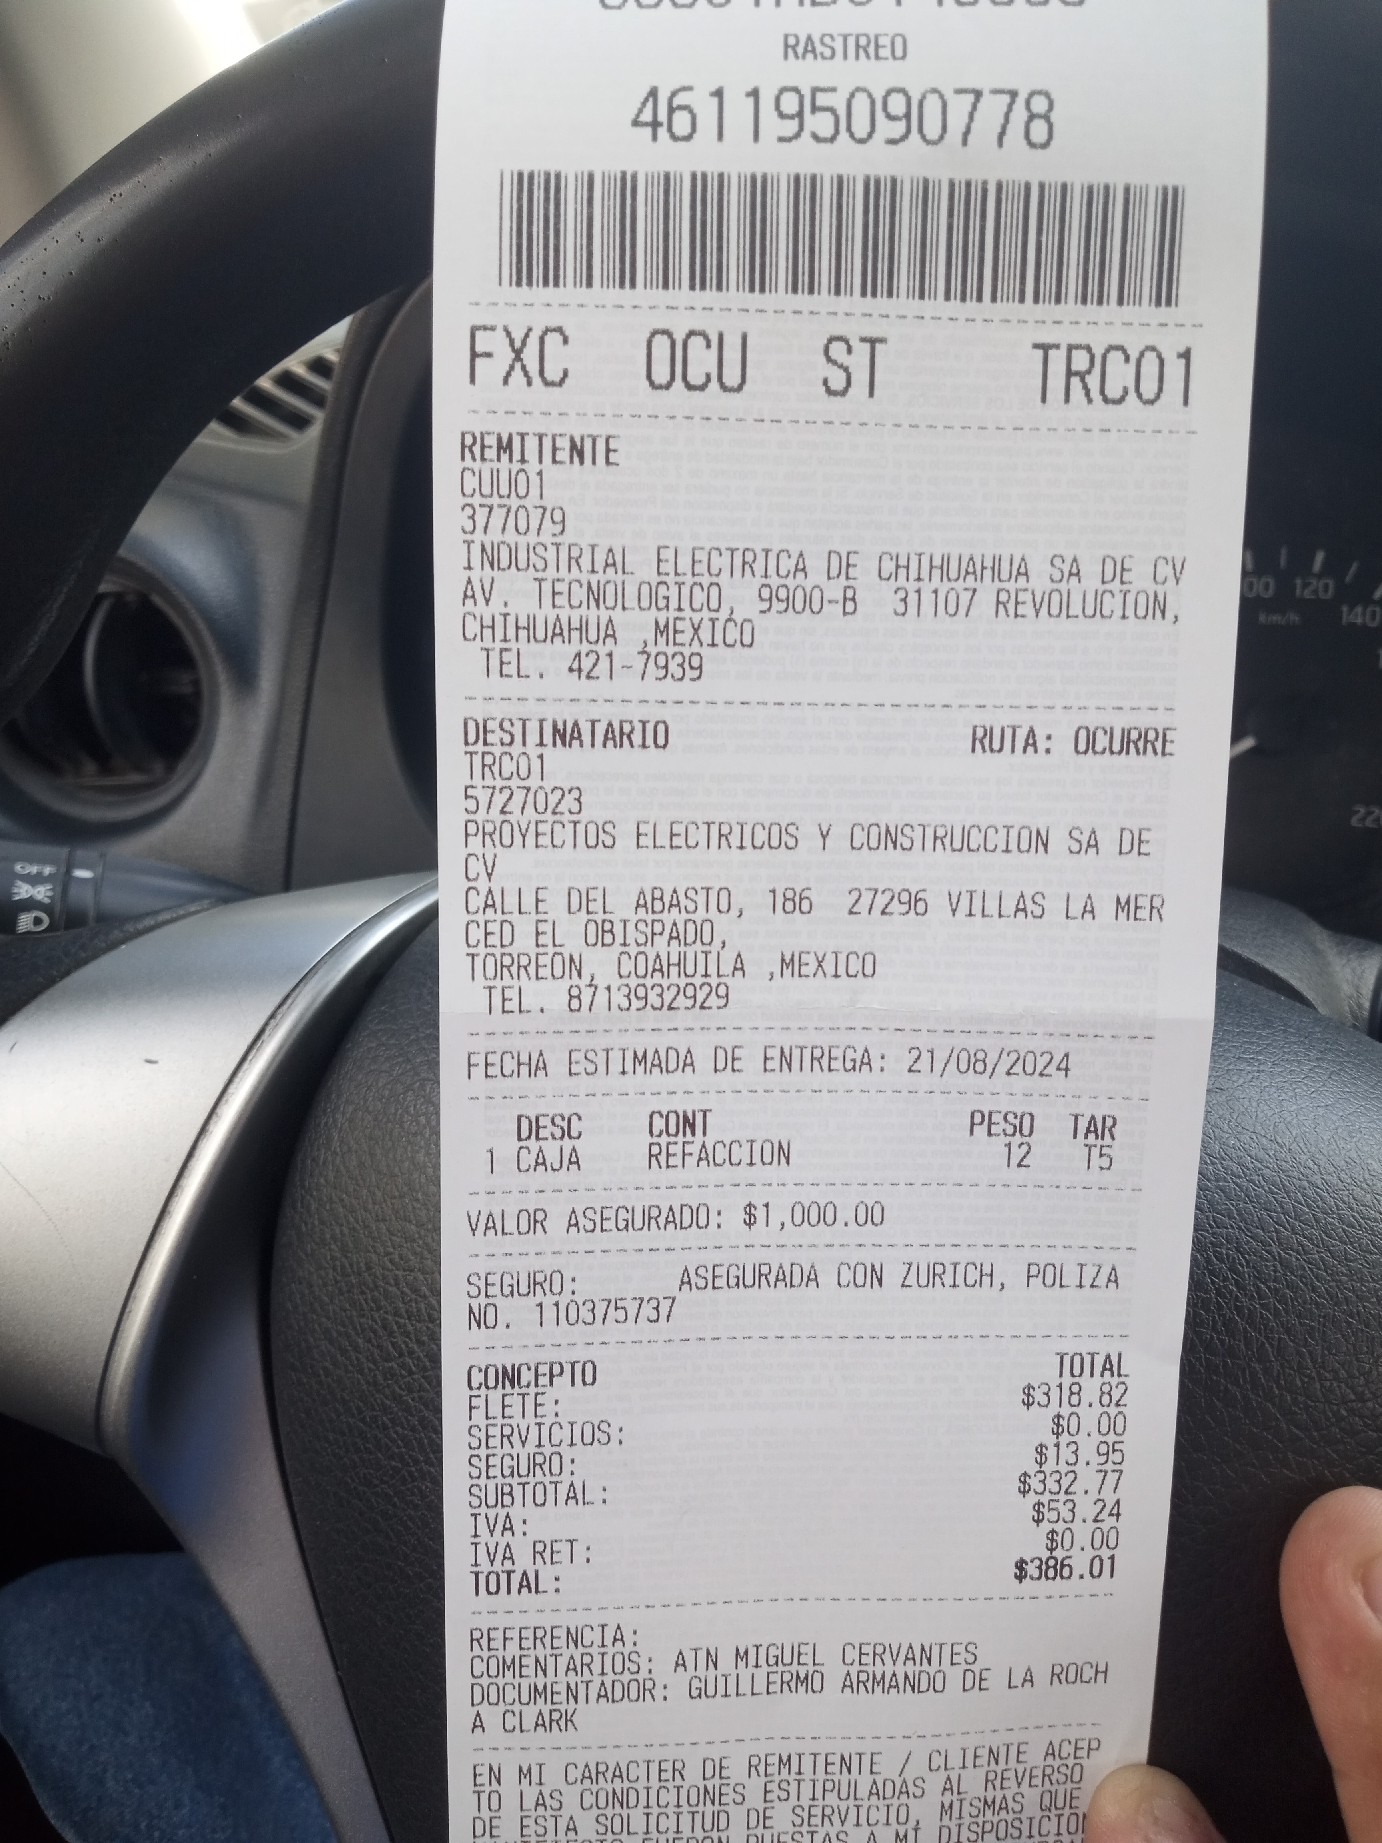 RASTREO
461195090778
FXC OCU ST TRC01
REMITENTE
CUU01
377079
INDUSTRIAL ELECTRICA DE CHIHUAHUA SA DE CV
AV. TECNOLOGICO, 9900-B 31107 REVOLUCION,
CHIHUAHUA ,MEXICO
TEL. 421-7939
DESTINATARIO RUTA: OCURRE
TRC01
5727023
PROYECTOS ELECTRICOS Y CONSTRUCCION SA DE
CV
CALLE DEL ABASTO, 186 27296 VILLAS LA MER
CED EL OBISPADO,
TORREON, COAHUILA ,MEXICO
TEL. 8713932929
FECHA ESTIMADA DE ENTREGA: 21/08/2024
DESC CONT PESO TAR
1 CAJA REFACCION 12 T5
VALOR ASEGURADO: $1,000.00
SEGURO: ASEGURADA CON ZURICH, POLIZA
NO. 110375737
CONCEPTO TOTAL
FLETE: $318.82
SERVICIOS: $0.00
SEGURO: $13.95
SUBTOTAL: $332.77
IVA: $53.24
IVA RET: $0.00
TOTAL: $386.01
REFERENCIA:
COMENTARIOS: ATN MIGUEL CERVANTES
DOCUMENTADOR: GUILLERMO ARMANDO DE LA ROCH
A CLARK
EN MI CARACTER DE REMITENTE / CLIENTE ACEP
TO LAS CONDICIONES ESTIPULADAS AL REVERSO
DE ESTA SOLICITUD DE SERVICIO, MISMAS QUE
FUERON PUESTAS A MI DISPOSICIO
OFF
120
km/h
140